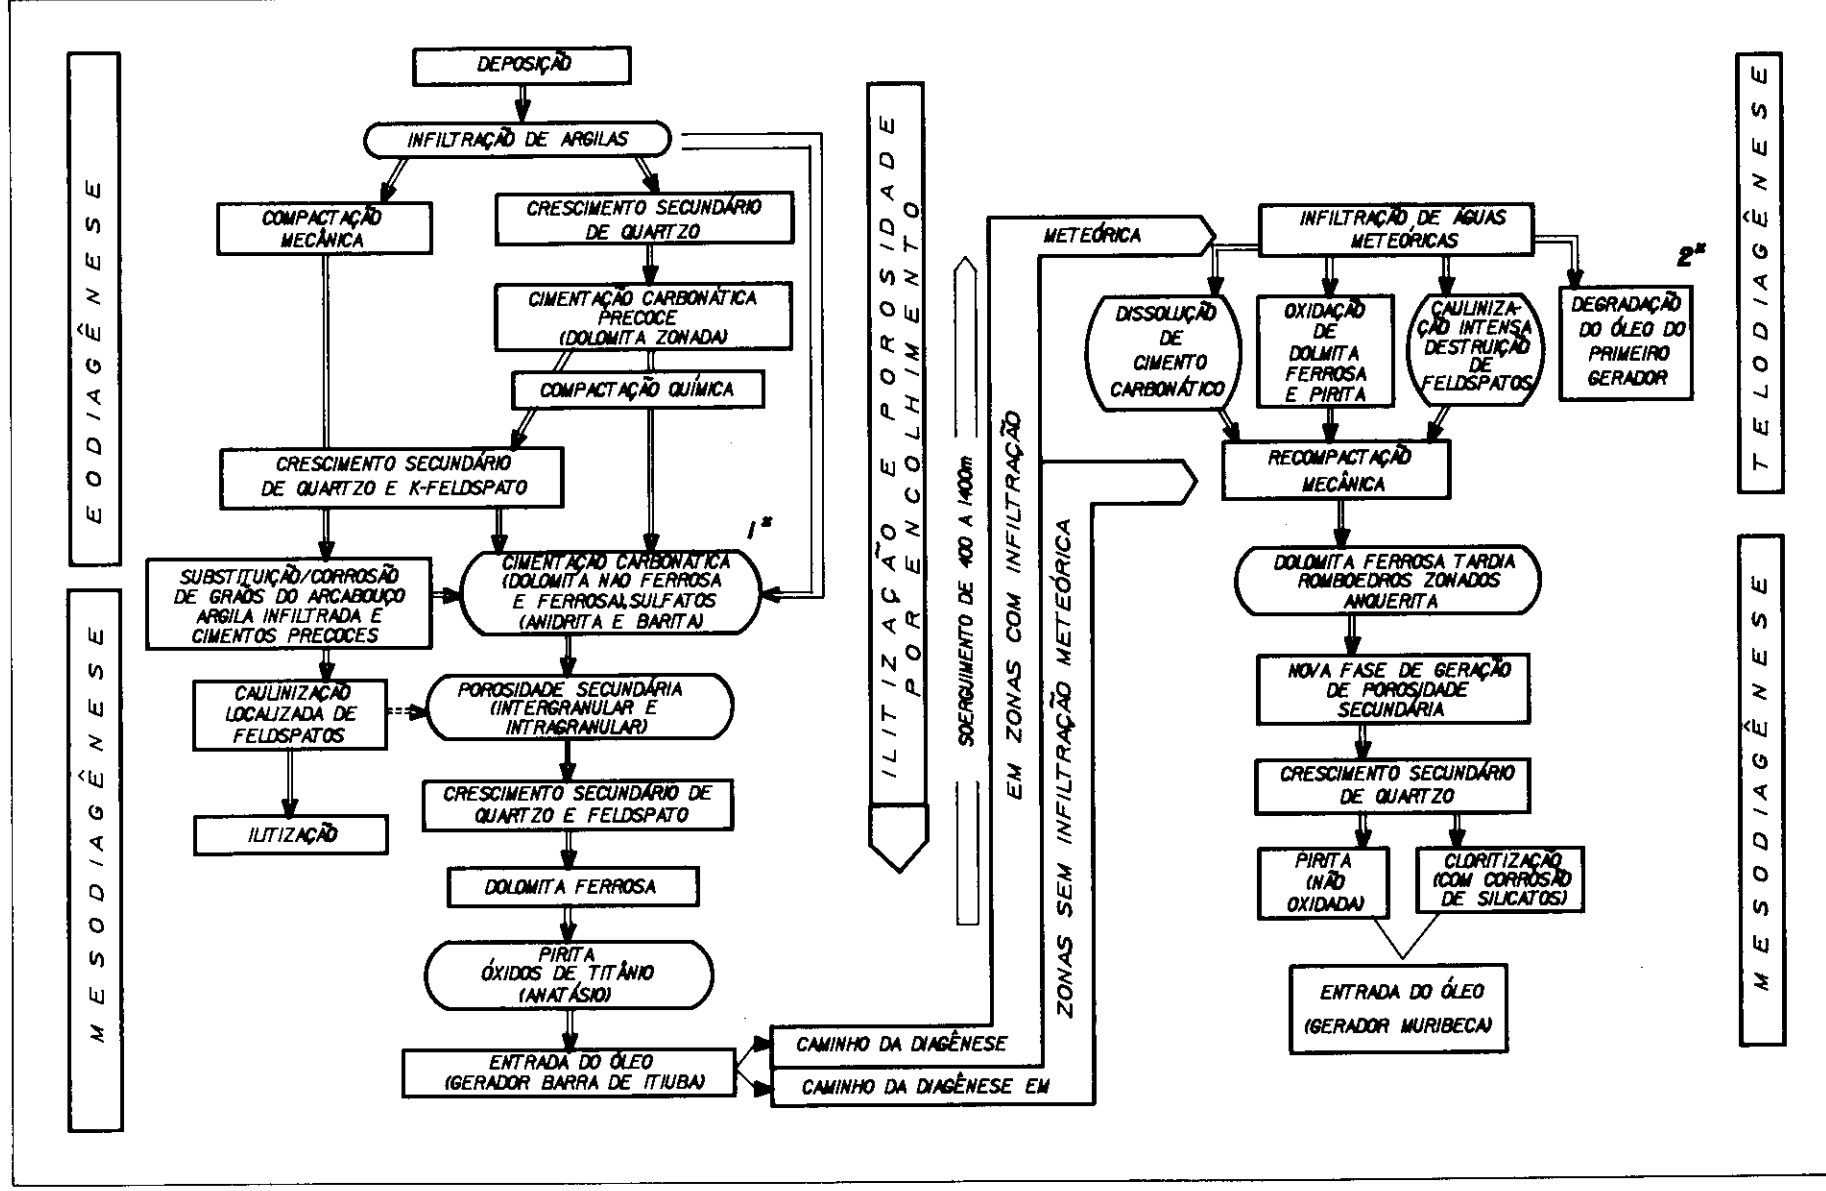 EODIAGÊNESE
MESODIAGÊNESE
DEPOSIÇÃO
INFILTRAÇÃO DE ARGILAS
COMPACTAÇÃO
MECÂNICA
CRESCIMENTO SECUNDÁRIO
DE QUARTZO
CIMENTAÇÃO CARBONÁTICA
PRECOCE
(DOLOMITA ZONADA)
COMPACTAÇÃO QUÍMICA
CRESCIMENTO SECUNDÁRIO
DE QUARTZO E K-FELDSPATO
1*
SUBSTITUIÇÃO/CORROSÃO
DE GRÃOS DO ARCABOUÇO
ARGILA INFILTRADA E
CIMENTOS PRECOCES
CIMENTAÇÃO CARBONATICA
(DOLOMITA NAO FERROSA
E FERROSA),SULFATOS
(ANIDRITA E BARITA)
CAULINIZAÇÃO
LOCALIZADA DE
FELDSPATOS
POROSIDADE SECUNDÁRIA
(INTERGRANULAR E
INTRAGRANULAR)
ILITIZAÇÃO
CRESCIMENTO SECUNDÁRIO DE
QUARTZO E FELDSPATO
DOLOMITA FERROSA
PIRITA
ÓXIDOS DE TITÂNIO
(ANATÁSIO)
ENTRADA DO ÓLEO
(GERADOR BARRA DE ITIUBA)
ILITIZAÇÃO E POROSIDADE
POR ENCOLHIMENTO
SOERGUIMENTO DE 400 A 1400m
CAMINHO DA DIAGÊNESE
EM ZONAS COM INFILTRAÇÃO
METEÓRICA
CAMINHO DA DIAGÊNESE EM
ZONAS SEM INFILTRAÇÃO METEÓRICA
INFILTRAÇÃO DE ÁGUAS
METEÓRICAS
2*
DISSOLUÇÃO
DE
CIMENTO
CARBONÁTICO
OXIDAÇÃO
DE
DOLMITA
FERROSA
E PIRITA
CAULINIZA-
ÇÃO INTENSA
DESTRUIÇÃO
DE
FELDSPATOS
DEGRADAÇÃO
DO ÓLEO DO
PRIMEIRO
GERADOR
RECOMPACTAÇÃO
MECÂNICA
DOLOMITA FERROSA TARDIA
ROMBOEDROS ZONADOS
ANQUERITA
NOVA FASE DE GERAÇÃO
DE POROSIDADE
SECUNDÁRIA
CRESCIMENTO SECUNDÁRIO
DE QUARTZO
PIRITA
(NÃO
OXIDADA)
CLORITIZAÇÃO
(COM CORROSÃO
DE SILICATOS)
ENTRADA DO ÓLEO
(GERADOR MURIBECA)
TELODIAGÊNESE
MESODIAGÊNESE